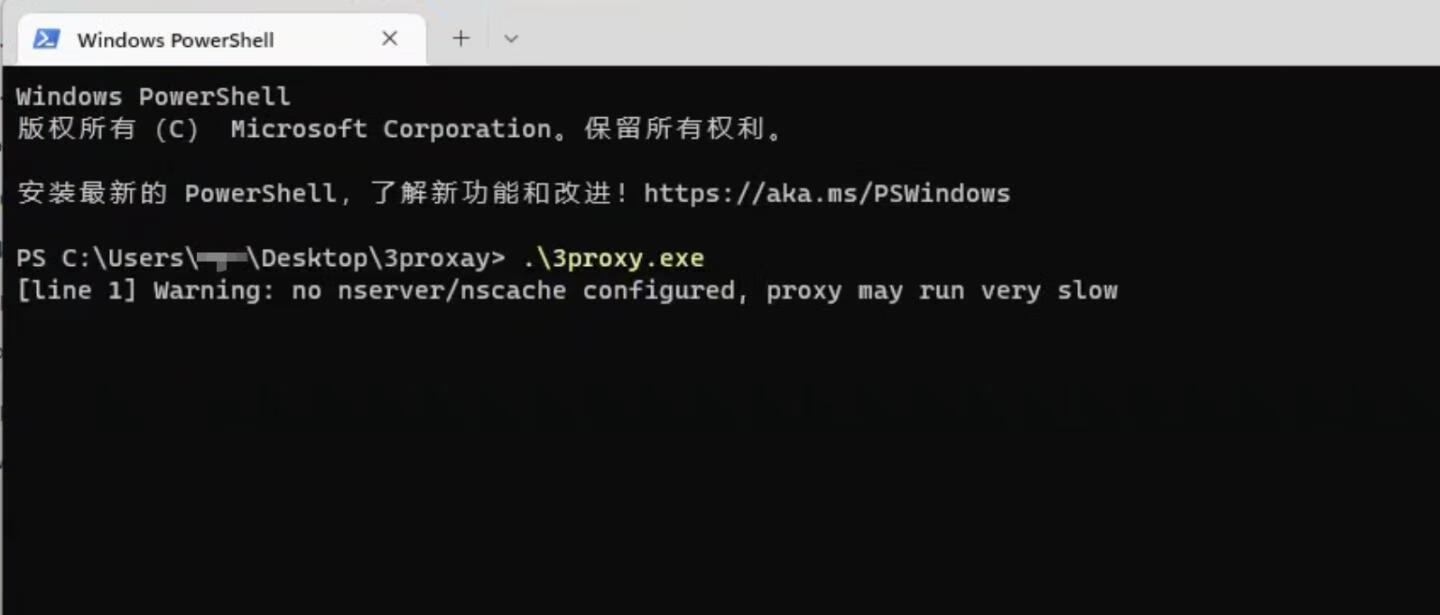 Windows PowerShell
Windows PowerShell
版权所有 (C) Microsoft Corporation。保留所有权利。
安装最新的 PowerShell，了解新功能和改进！https://aka.ms/PSWindows
PS C:\Users\ \Desktop\3proxay> .\3proxy.exe
[line 1] Warning: no nserver/nscache configured, proxy may run very slow